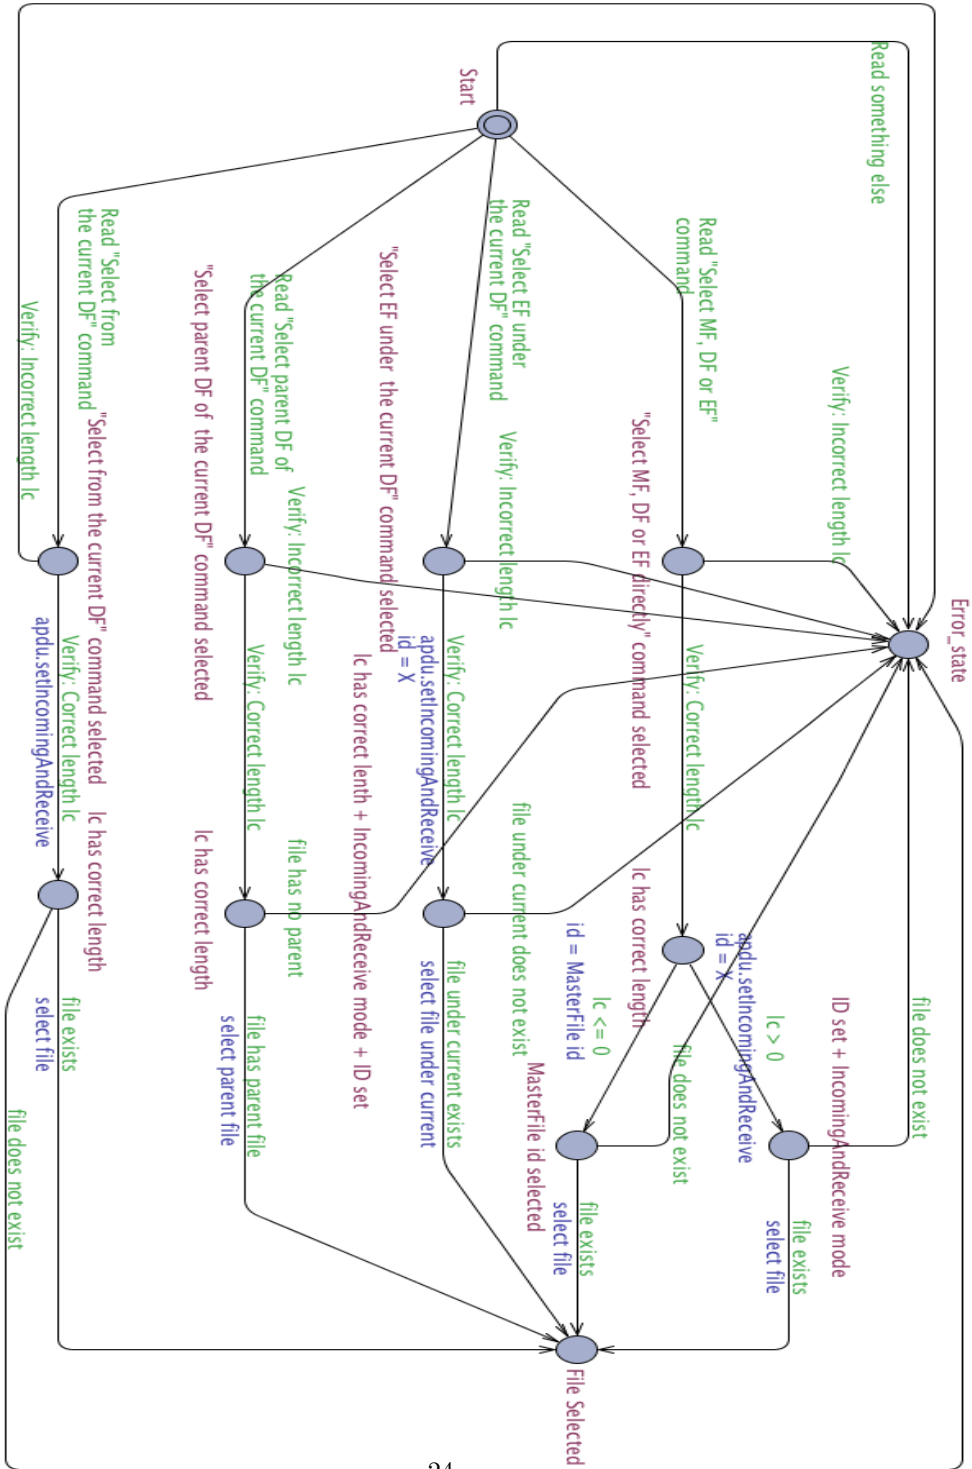 Error_state
Read something else
Verify: Incorrect length lc
file does not exist
ID set + IncomingAndReceive mode
file exists
select file
lc > 0
apdu.setIncomingAndReceive
id = X
Read "Select MF, DF or EF"
command
Verify: Correct length lc
file does not exist
"Select MF, DF or EF directly" command selected
lc has correct length
lc <= 0
id = MasterFile id
file exists
select file
File Selected
MasterFile id selected
Start
Read "Select EF under
the current DF" command
Verify: Incorrect length lc
file under current does not exist
Verify: Correct length lc
apdu.setIncomingAndReceive
id = X
file under current exists
select file under current
"Select EF under the current DF" command selected
lc has correct lenth + IncomingAndReceive mode + ID set
Read "Select parent DF of
the current DF" command
Verify: Incorrect length lc
file has no parent
Verify: Correct length lc
file has parent file
select parent file
"Select parent DF of the current DF" command selected
lc has correct length
Read "Select from
the current DF" command
"Select from the current DF" command selected
lc has correct length
Verify: Correct length lc
apdu.setIncomingAndReceive
file exists
select file
Verify: Incorrect length lc
file does not exist
24